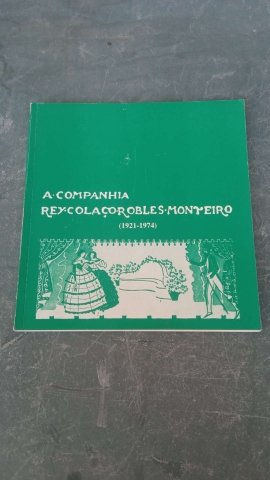 A·COMPANHIA
REY·COLAÇO·ROBLES·MONTEIRO
(1921-1974)